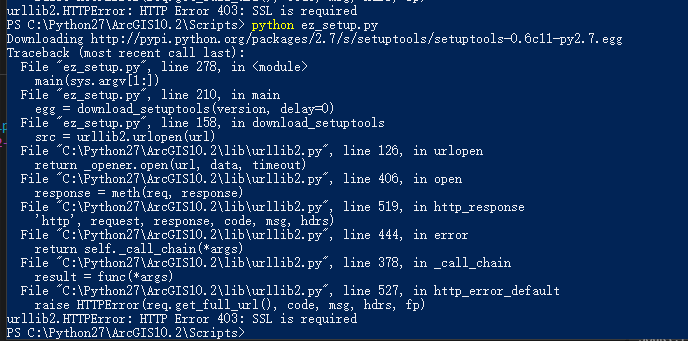 urllib2.HTTPError: HTTP Error 403: SSL is required
PS C:\Python27\ArcGIS10.2\Scripts> python ez_setup.py
Downloading http://pypi.python.org/packages/2.7/s/setuptools/setuptools-0.6c11-py2.7.egg
Traceback (most recent call last):
  File "ez_setup.py", line 278, in <module>
    main(sys.argv[1:])
  File "ez_setup.py", line 210, in main
    egg = download_setuptools(version, delay=0)
  File "ez_setup.py", line 158, in download_setuptools
    src = urllib2.urlopen(url)
  File "C:\Python27\ArcGIS10.2\lib\urllib2.py", line 126, in urlopen
    return _opener.open(url, data, timeout)
  File "C:\Python27\ArcGIS10.2\lib\urllib2.py", line 406, in open
    response = meth(req, response)
  File "C:\Python27\ArcGIS10.2\lib\urllib2.py", line 519, in http_response
    'http', request, response, code, msg, hdrs)
  File "C:\Python27\ArcGIS10.2\lib\urllib2.py", line 444, in error
    return self._call_chain(*args)
  File "C:\Python27\ArcGIS10.2\lib\urllib2.py", line 378, in _call_chain
    result = func(*args)
  File "C:\Python27\ArcGIS10.2\lib\urllib2.py", line 527, in http_error_default
    raise HTTPError(req.get_full_url(), code, msg, hdrs, fp)
urllib2.HTTPError: HTTP Error 403: SSL is required
PS C:\Python27\ArcGIS10.2\Scripts>